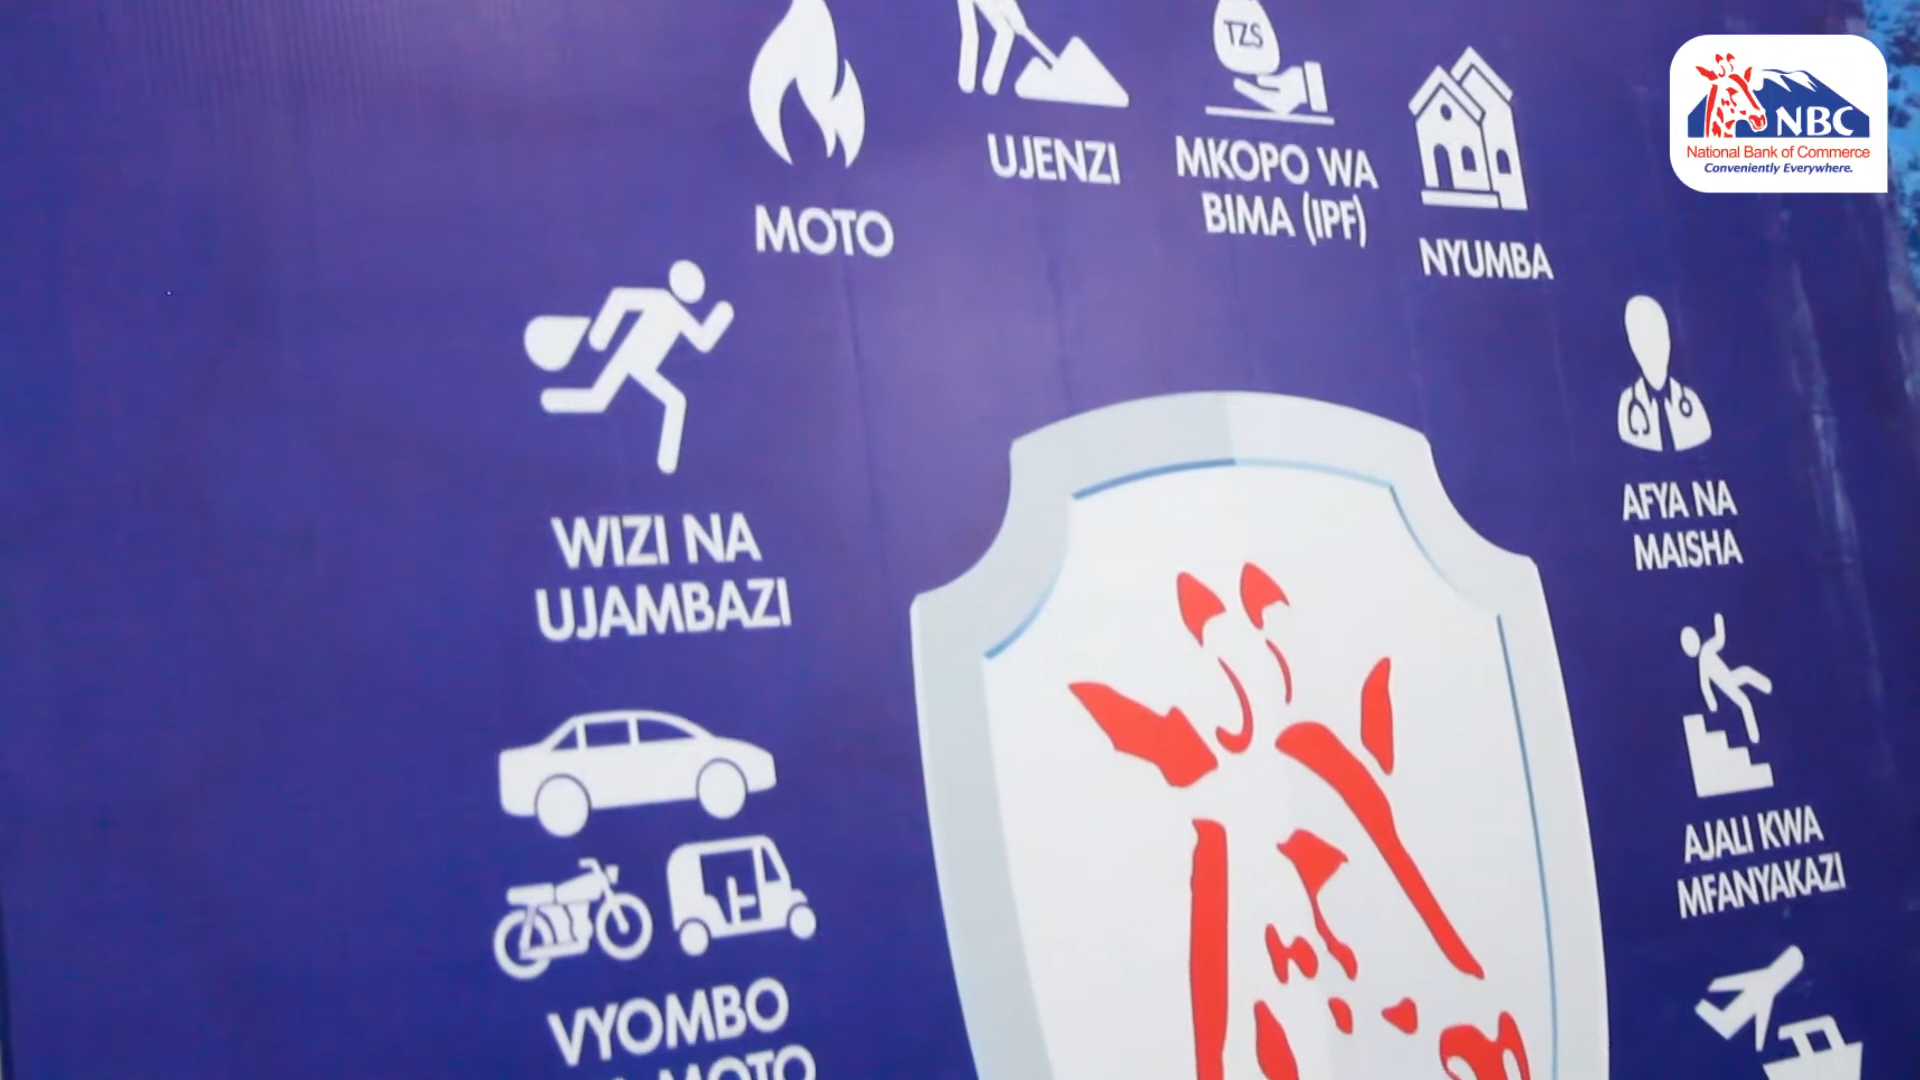 TZS
MOTO
UJENZI
MKOPO WA
BIMA (IPF)
NYUMBA
NBC
National Bank of Commerce
Conveniently Everywhere.
WIZI NA
UJAMBAZI
AFYA NA
MAISHA
AJALI KWA
MFANYAKAZI
VYOMBO
MOTO